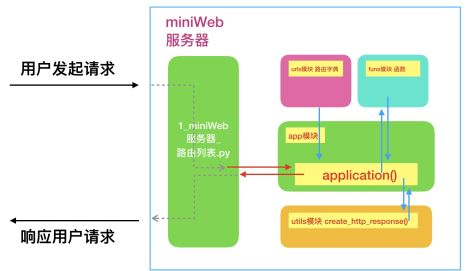 miniWeb
服务器
用户发起请求
urls模块 路由字典
funs模块 函数
1_miniWeb
服务器_
路由列表.py
app模块
application()
响应用户请求
utils模块 create_http_response()